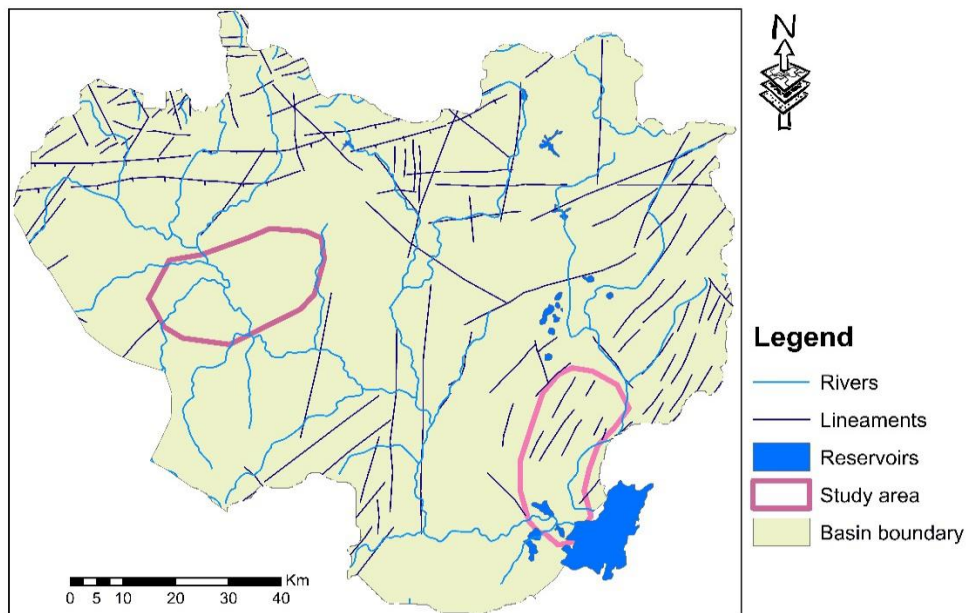 N
Legend
Rivers
Lineaments
Reservoirs
Study area
Basin boundary
Km
0 5 10 20 30 40